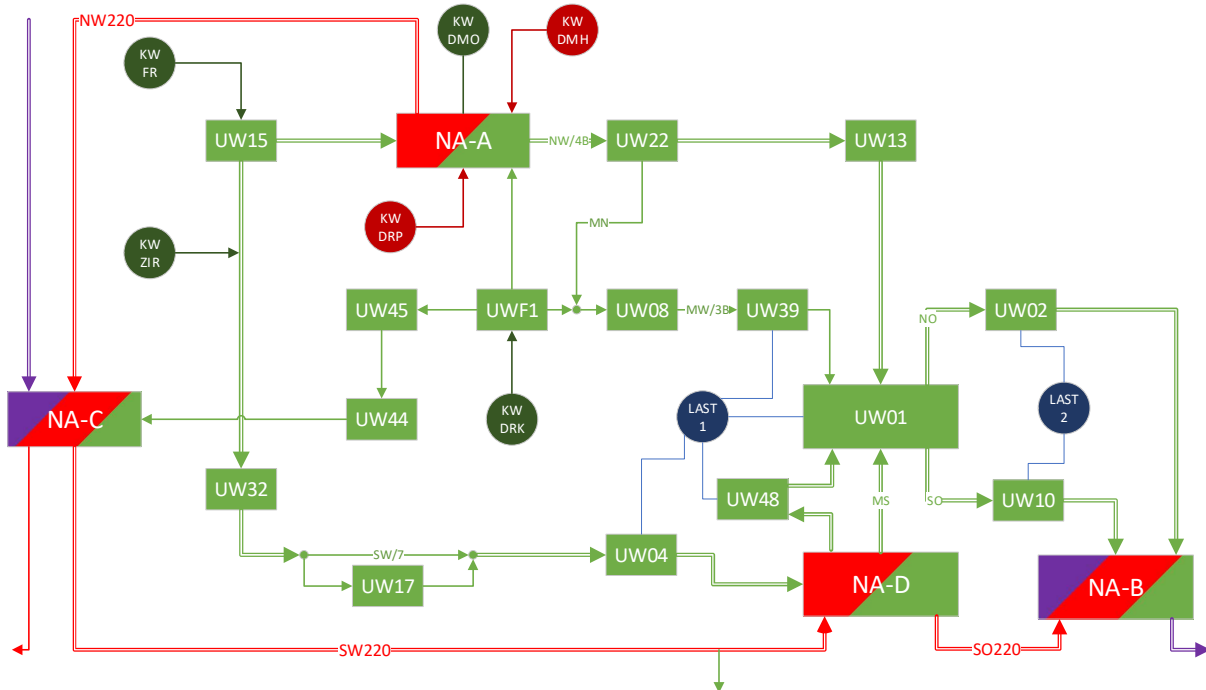 NW220
KW
DMO
KW
DMH
KW
FR
UW15
NA-A
NW/4B
UW22
UW13
MN
KW
DRP
KW
ZIR
UW45
UWF1
UW08
MW/3B
UW39
NO
UW02
NA-C
UW44
KW
DRK
LAST
1
UW01
LAST
2
UW32
UW48
MS
SO
UW10
SW/7
UW17
UW04
NA-D
NA-B
SW220
SO220